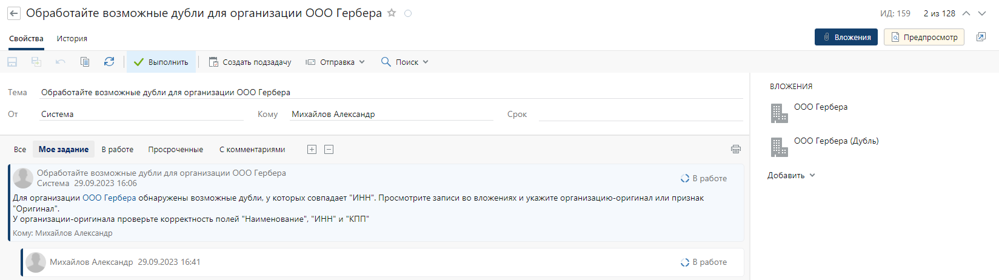 Обработайте возможные дубли для организации ООО Гербера
ИД: 159 2 из 128
Свойства История
Вложения Предпросмотр
Выполнить Создать подзадачу Отправка Поиск
Тема Обработайте возможные дубли для организации ООО Гербера
От Система Кому Михайлов Александр Срок
Все Мое задание В работе Просроченные С комментариями
Обработайте возможные дубли для организации ООО Гербера
Система 29.09.2023 16:06
В работе
Для организации ООО Гербера обнаружены возможные дубли, у которых совпадает "ИНН". Просмотрите записи во вложениях и укажите организацию-оригинал или признак
"Оригинал".
У организации-оригинала проверьте корректность полей "Наименование", "ИНН" и "КПП"
Кому: Михайлов Александр
Михайлов Александр 29.09.2023 16:41
В работе
ВЛОЖЕНИЯ
ООО Гербера
ООО Гербера (Дубль)
Добавить